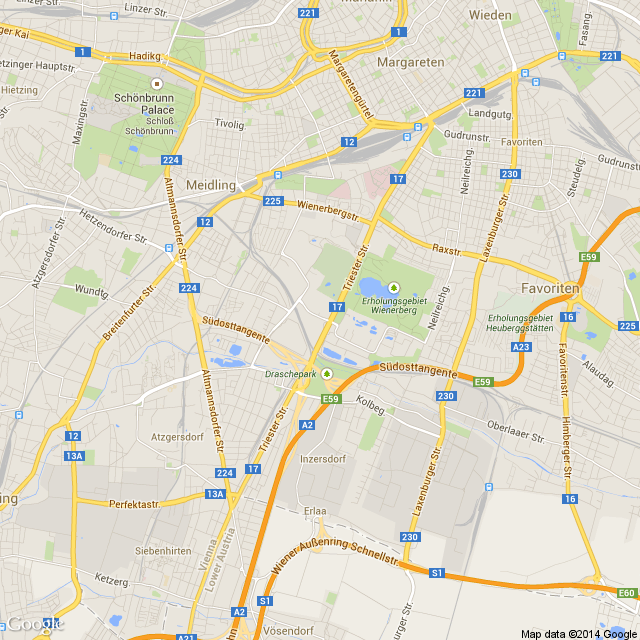 Linzer Str.
Linzer Str.
221
Mariahilf
Wieden
Fasang.
nger Kai
1
Hadikg.
1
Margareten
221
Hietzinger Hauptstr.
Hietzing
Schönbrunn
Palace
Schloß
Schönbrunn
Margaretengürtel
221
Landgutg.
Maxingstr.
Tivolig.
12
Gudrunstr.
Favoriten
Gudrunstr.
224
Meidling
17
Neilreichg.
230
Steudelg.
225
Wienerbergstr.
Altmannsdorfer Str.
Hetzendorfer Str.
12
Atzgersdorfer Str.
Raxstr.
Laxenburger Str.
Triester Str.
E59
Wundtg.
224
Erholungsgebiet
Wienerberg
Favoriten
Breitenfurter Str.
17
Neilreichg.
Erholungsgebiet
Heuberggstätten
16
225
Südosttangente
A23
Draschepark
Südosttangente
E59
Alaudag.
Favoritenstr.
Altmannsdorfer Str.
E59
Kolbeg.
230
A2
Oberlaaer Str.
12
Atzgersdorf
Triester Str.
Himberger Str.
13A
Inzersdorf
224
17
Laxenburger Str.
13A
16
Perfektastr.
Erlaa
Siebenhirten
Vienna
Lower Austria
230
Wiener Außenring Schnellstr.
S1
Ketzerg.
E60
S1
A2
Vösendorf
A21
Google
Map data ©2014 Google